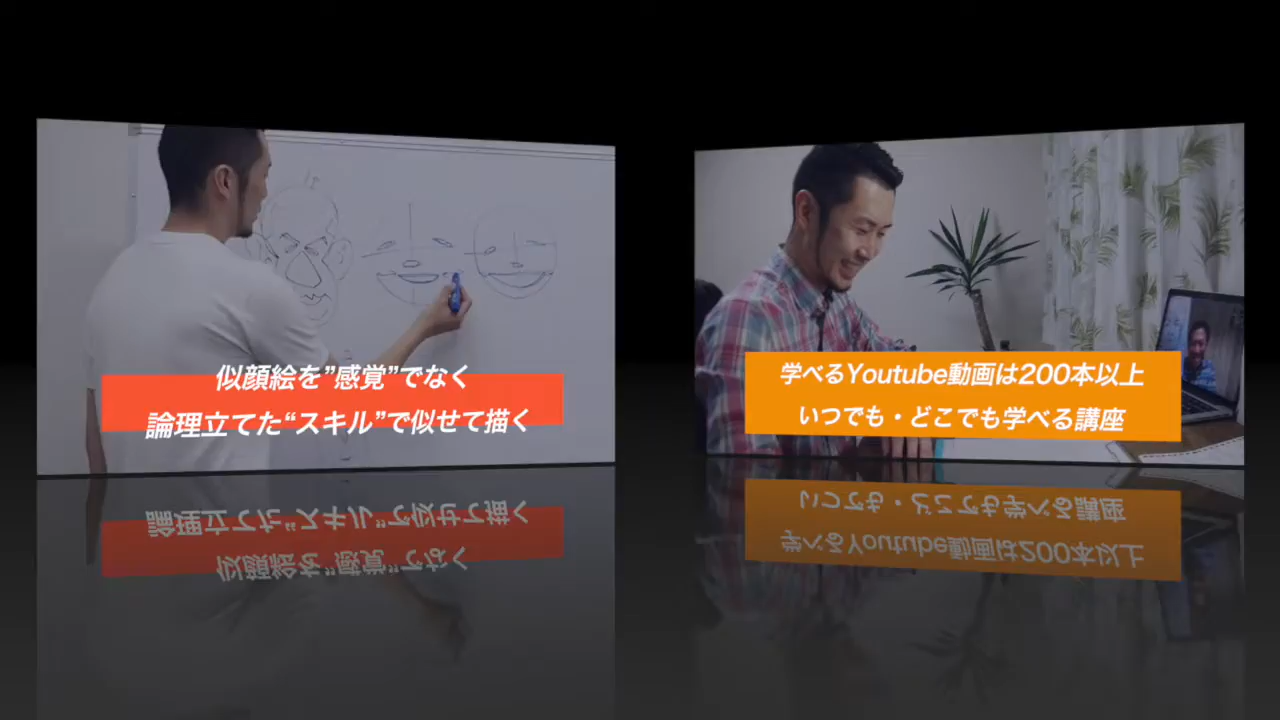 似顔絵を”感覚”でなく
論理立てた“スキル”で似せて描く
学べるYoutube動画は200本以上
いつでも・どこでも学べる講座